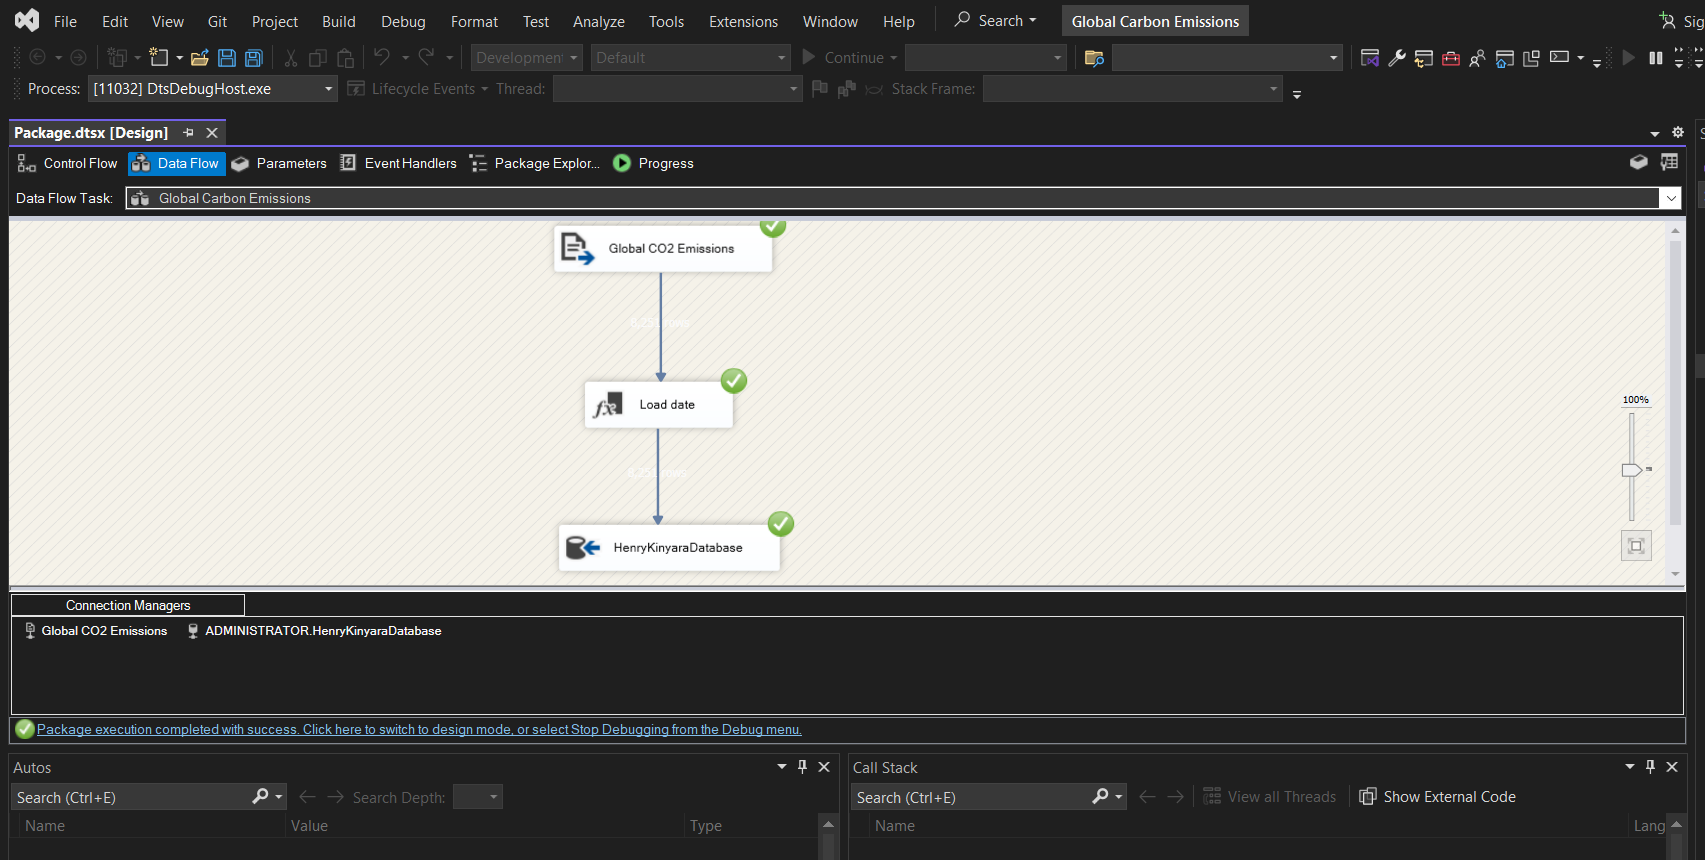 File Edit View Git Project Build Debug Format Test Analyze Tools Extensions Window Help Search Global Carbon Emissions Sig
Development Default Continue
Process: [11032] DtsDebugHost.exe Lifecycle Events Thread: Stack Frame:
Package.dtsx [Design]
Control Flow Data Flow Parameters Event Handlers Package Explor... Progress
Data Flow Task: Global Carbon Emissions
Global CO2 Emissions
rows
100%
Load date
rows
HenryKinyaraDatabase
Connection Managers
Global CO2 Emissions ADMINISTRATOR.HenryKinyaraDatabase
Package execution completed with success. Click here to switch to design mode, or select Stop Debugging from the Debug menu.
Autos Call Stack
Search (Ctrl+E) Search Depth: Search (Ctrl+E) View all Threads Show External Code
Name Value Type Name Lang